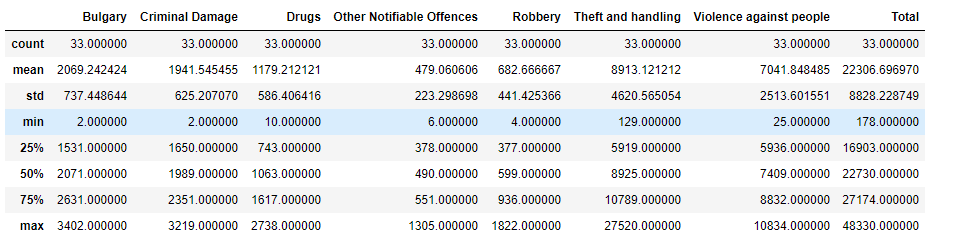 Bulgary Criminal Damage Drugs Other Notifiable Offences Robbery Theft and handling Violence against people Total
count 33.000000 33.000000 33.000000 33.000000 33.000000 33.000000 33.000000 33.000000
mean 2069.242424 1941.545455 1179.212121 479.060606 682.666667 8913.121212 7041.848485 22306.696970
std 737.448644 625.207070 586.406416 223.298698 441.425366 4620.565054 2513.601551 8828.228749
min 2.000000 2.000000 10.000000 6.000000 4.000000 129.000000 25.000000 178.000000
25% 1531.000000 1650.000000 743.000000 378.000000 377.000000 5919.000000 5936.000000 16903.000000
50% 2071.000000 1989.000000 1063.000000 490.000000 599.000000 8925.000000 7409.000000 22730.000000
75% 2631.000000 2351.000000 1617.000000 551.000000 936.000000 10789.000000 8832.000000 27174.000000
max 3402.000000 3219.000000 2738.000000 1305.000000 1822.000000 27520.000000 10834.000000 48330.000000